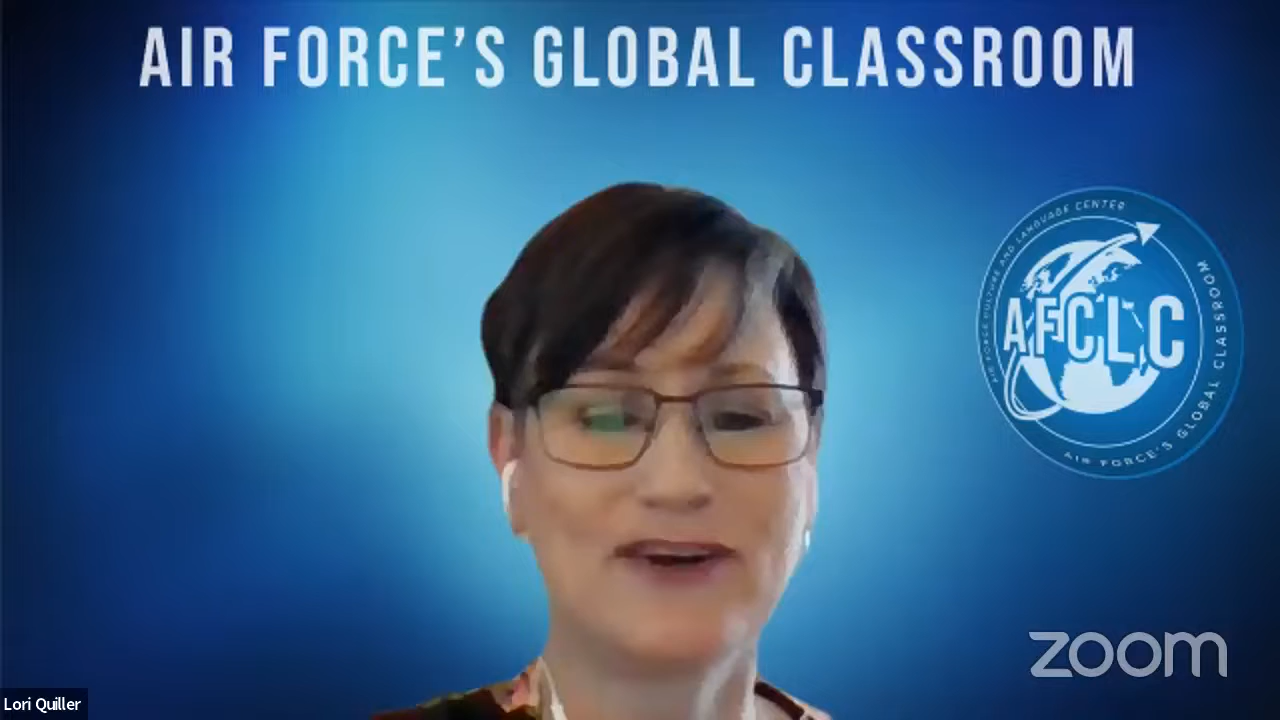 AIR FORCE'S GLOBAL CLASSROOM
AIR FORCE CULTURE AND LANGUAGE CENTER
AFCLC
AIR FORCE'S GLOBAL CLASSROOM
zoom
Lori Quiller